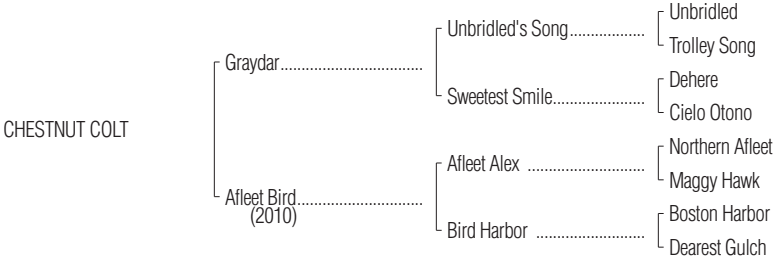 Unbridled
Unbridled's Song..................
Trolley Song
Graydar..................................
Dehere
Sweetest Smile.......................
Cielo Otono
CHESTNUT COLT
Northern Afleet
Afleet Alex .............................
Maggy Hawk
Afleet Bird..............................
(2010)
Boston Harbor
Bird Harbor ...........................
Dearest Gulch